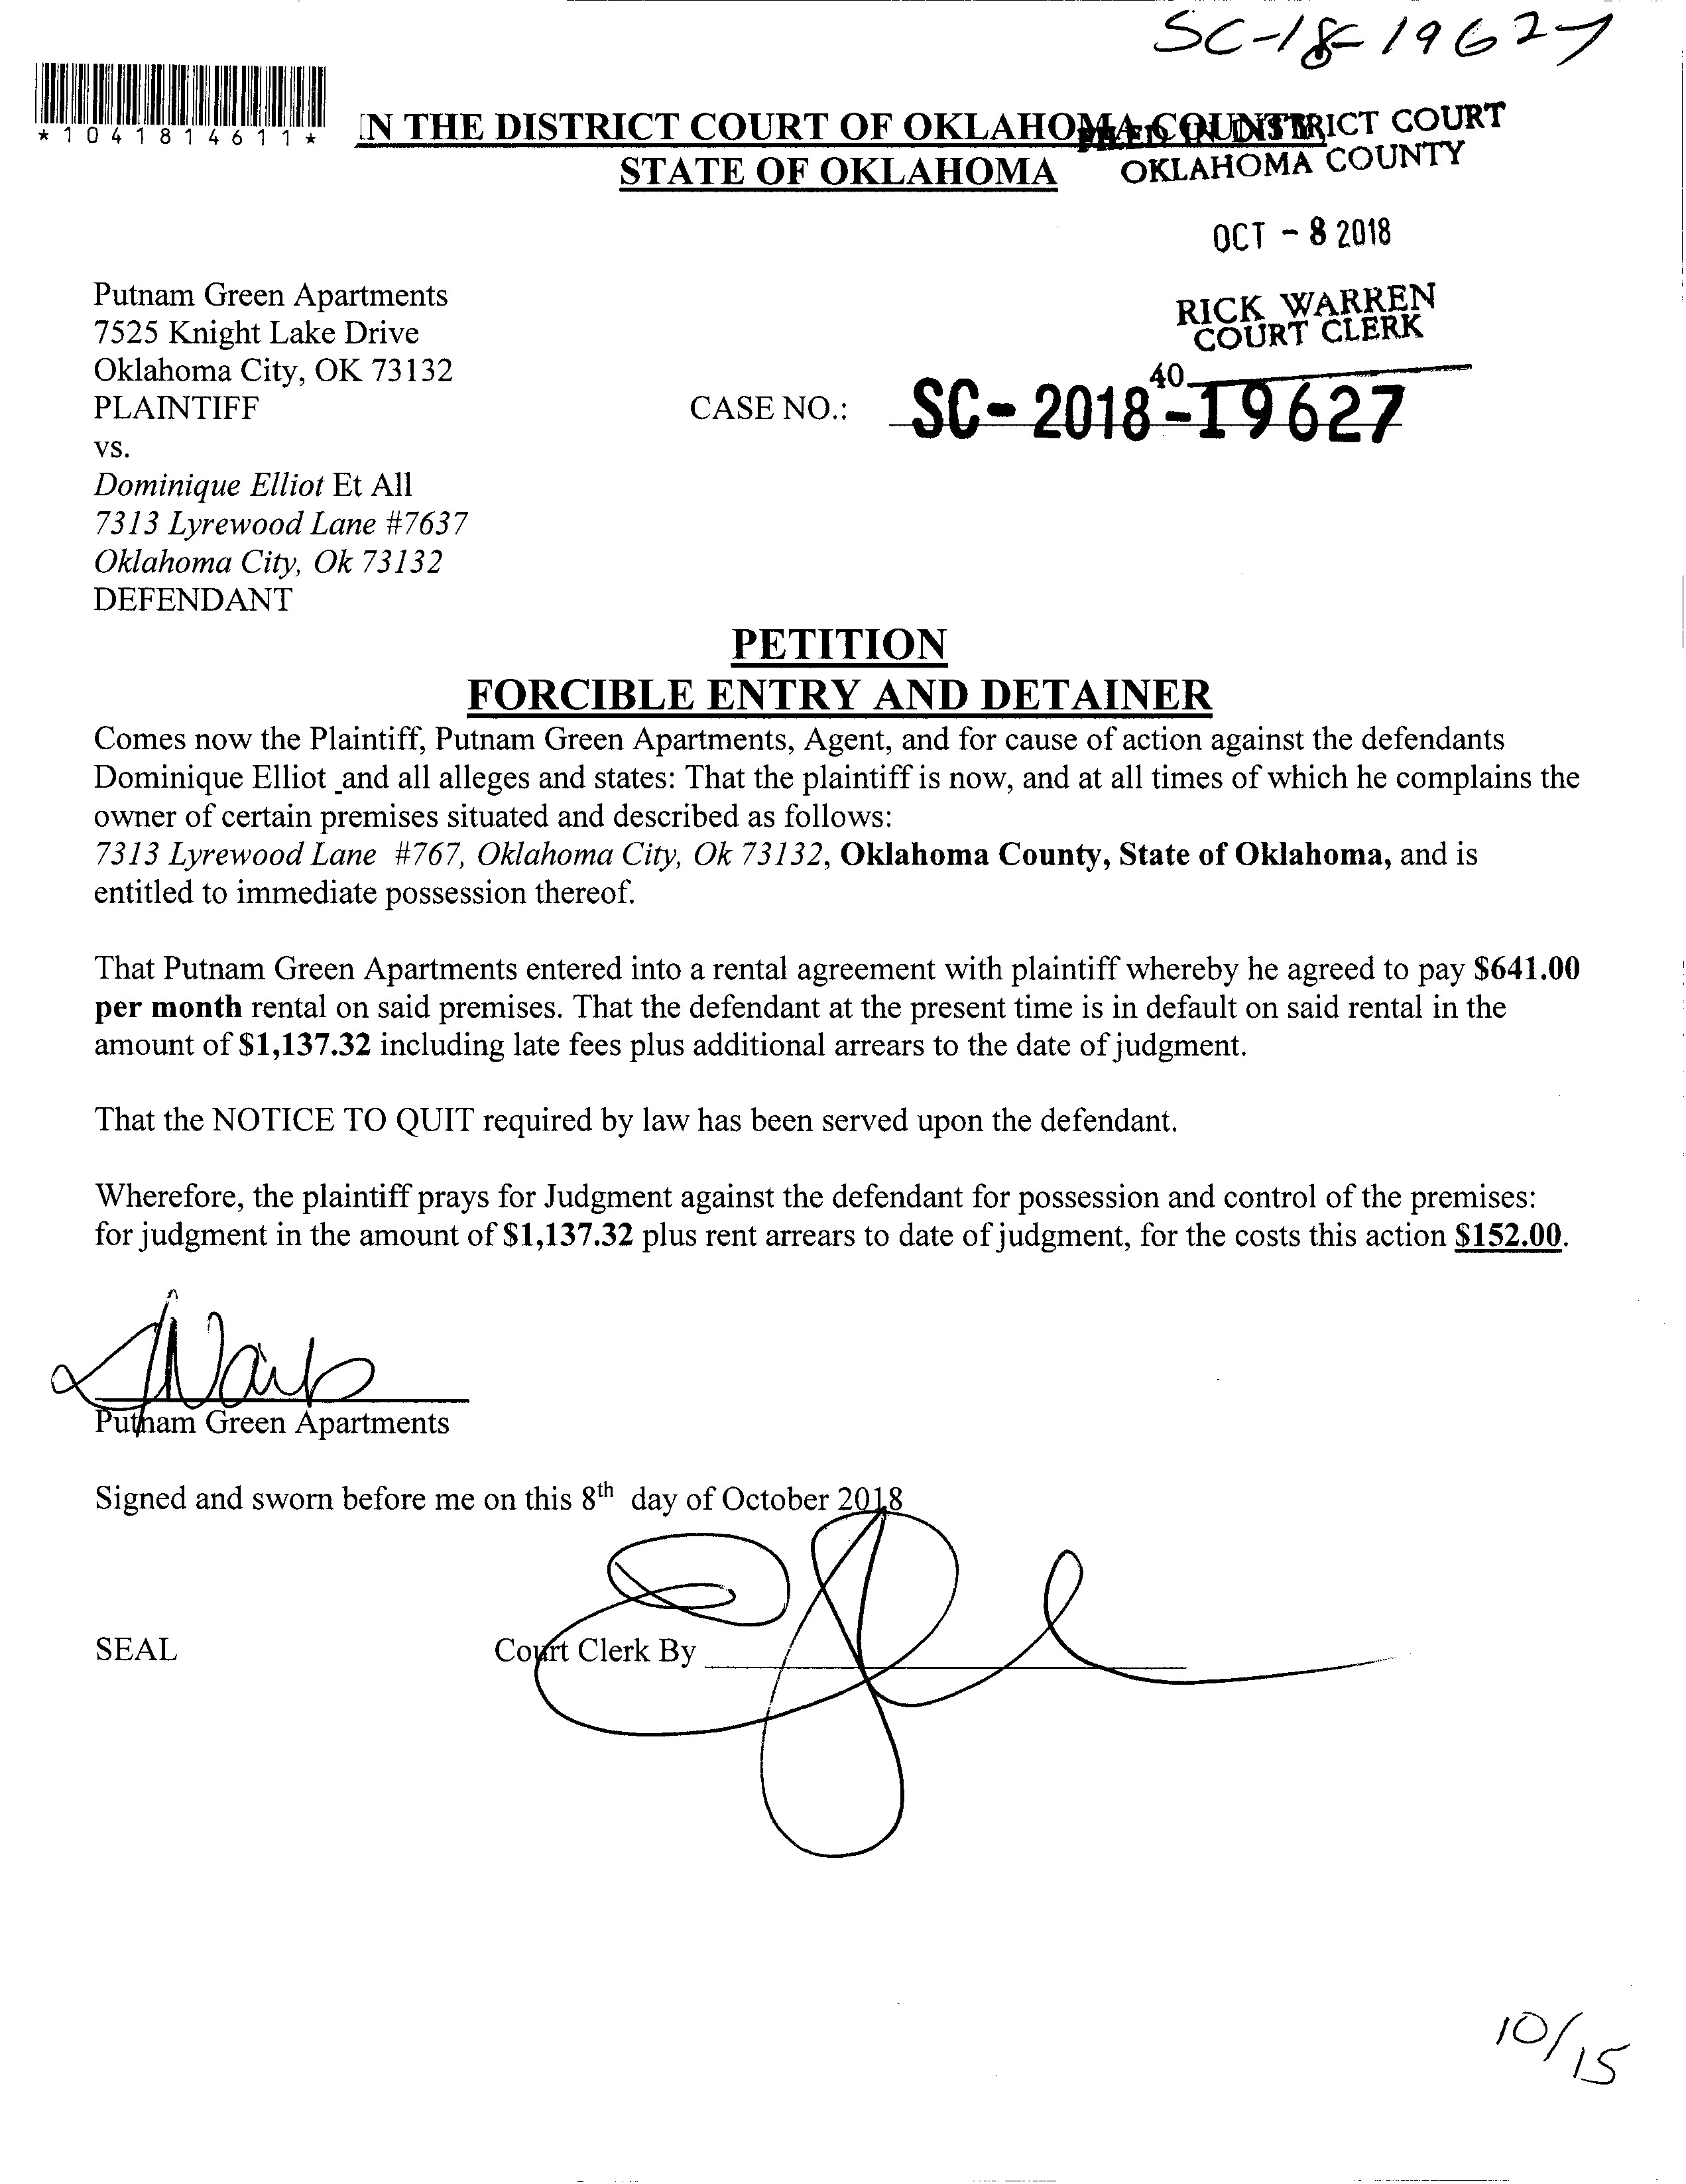 SC-18-19627
*1041814611*
IN THE DISTRICT COURT OF OKLAHOMA COUNTY
STATE OF OKLAHOMA
FILED IN DISTRICT COURT
OKLAHOMA COUNTY
OCT - 8 2018
RICK WARREN
COURT CLERK
40
Putnam Green Apartments
7525 Knight Lake Drive
Oklahoma City, OK 73132
PLAINTIFF
CASE NO.: SC- 2018 -19627
vs.
Dominique Elliot Et All
7313 Lyrewood Lane #7637
Oklahoma City, Ok 73132
DEFENDANT
PETITION
FORCIBLE ENTRY AND DETAINER
Comes now the Plaintiff, Putnam Green Apartments, Agent, and for cause of action against the defendants
Dominique Elliot _and all alleges and states: That the plaintiff is now, and at all times of which he complains the
owner of certain premises situated and described as follows:
7313 Lyrewood Lane #767, Oklahoma City, Ok 73132, Oklahoma County, State of Oklahoma, and is
entitled to immediate possession thereof.
That Putnam Green Apartments entered into a rental agreement with plaintiff whereby he agreed to pay $641.00
per month rental on said premises. That the defendant at the present time is in default on said rental in the
amount of $1,137.32 including late fees plus additional arrears to the date of judgment.
That the NOTICE TO QUIT required by law has been served upon the defendant.
Wherefore, the plaintiff prays for Judgment against the defendant for possession and control of the premises:
for judgment in the amount of $1,137.32 plus rent arrears to date of judgment, for the costs this action $152.00.
Putnam Green Apartments
Signed and sworn before me on this 8th day of October 2018
SEAL
Court Clerk By
10/15